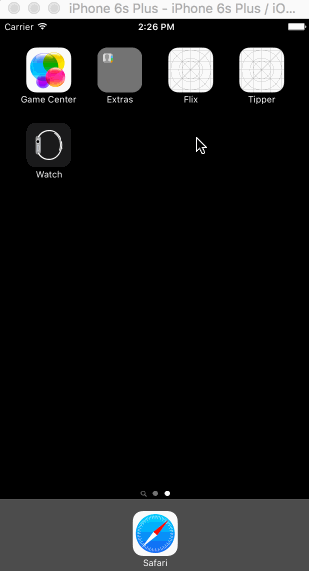 iPhone 6s Plus - iPhone 6s Plus / iO...
Carrier 2:26 PM
Game Center Extras Flix Tipper
Watch
Safari